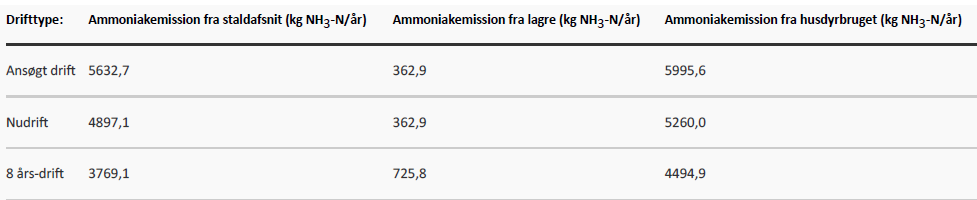 Drifttype: Ammoniakemission fra staldafsnit (kg NH3-N/år) Ammoniakemission fra lagre (kg NH3-N/år) Ammoniakemission fra husdyrbruget (kg NH3-N/år)
Ansøgt drift 5632,7 362,9 5995,6
Nudrift 4897,1 362,9 5260,0
8 års-drift 3769,1 725,8 4494,9